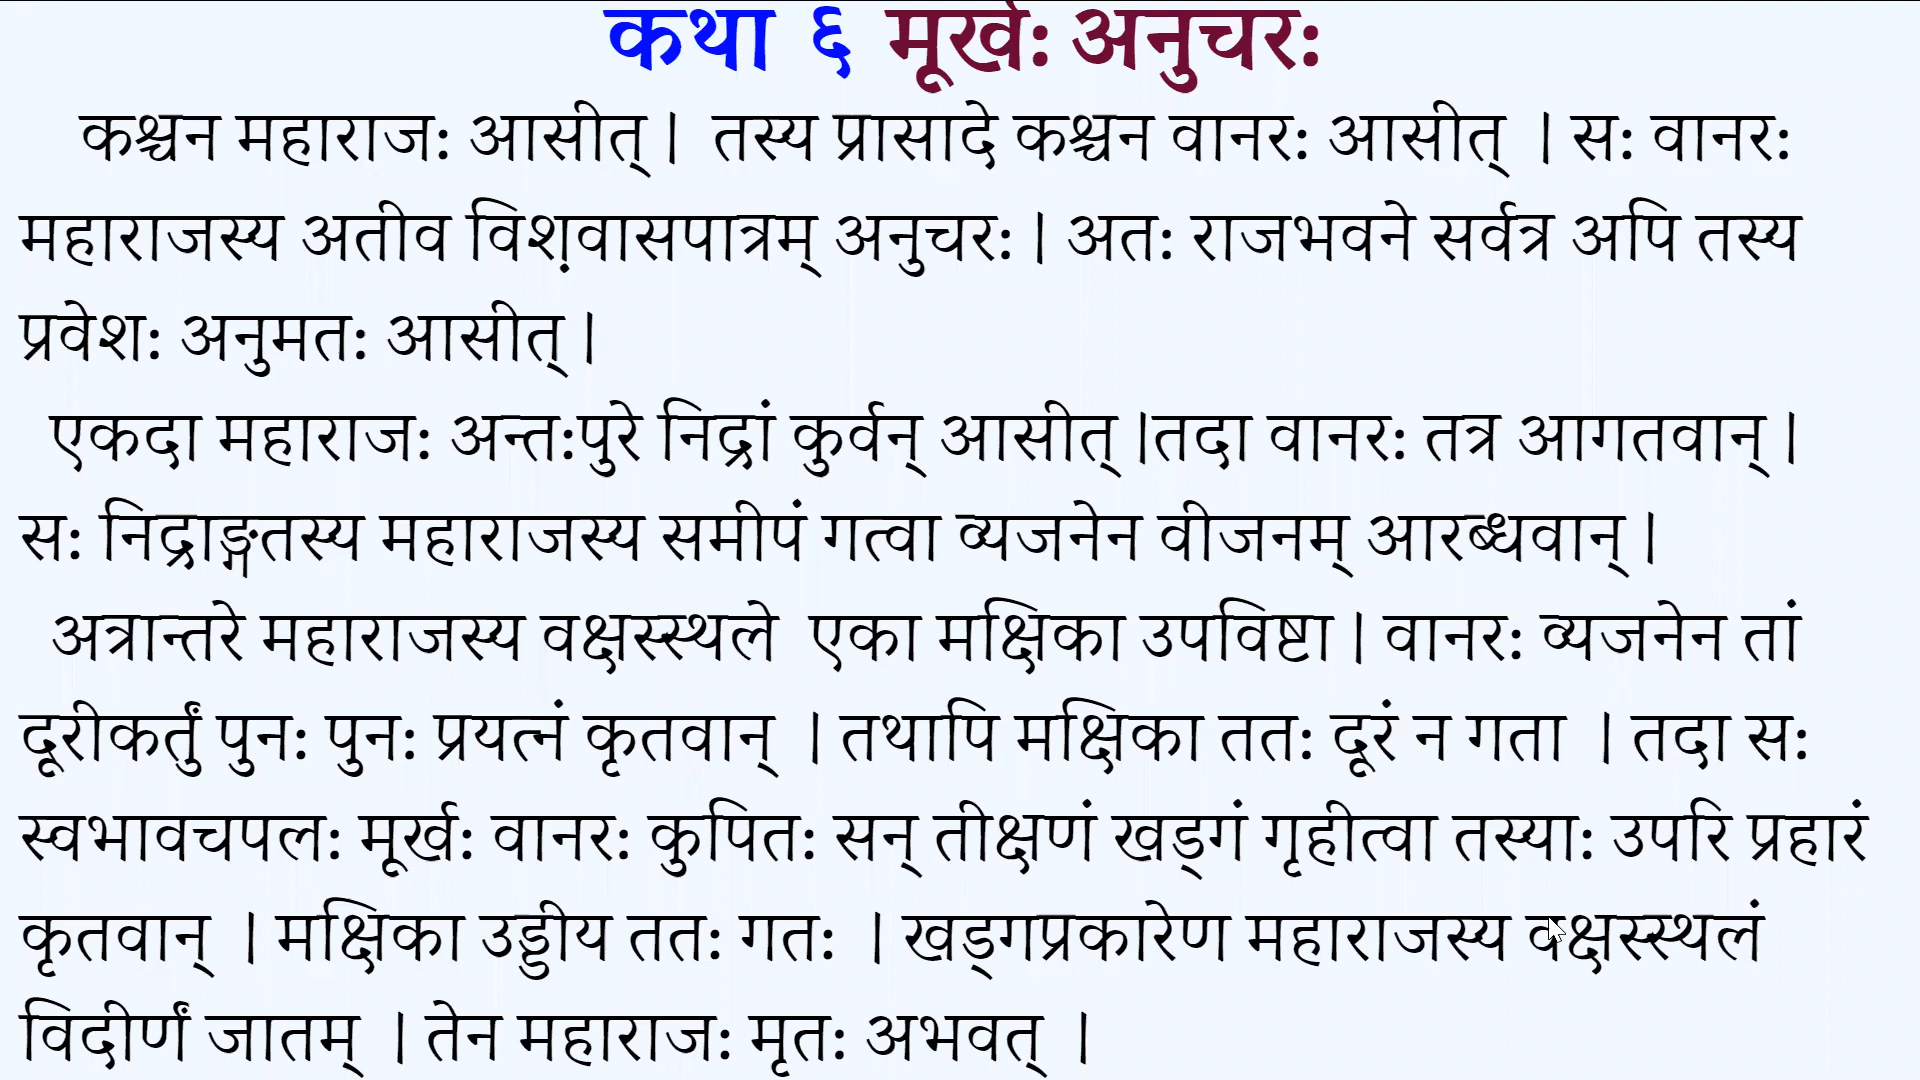 कथा ६ मूर्खः अनुचरः
कश्चन महाराजः आसीत्। तस्य प्रासादे कश्चन वानरः आसीत् । सः वानरः
महाराजस्य अतीव विश़वासपात्रम् अनुचरः। अतः राजभवने सर्वत्र अपि तस्य
प्रवेशः अनुमतः आसीत्।
एकदा महाराजः अन्तःपुरे निद्रां कुर्वन् आसीत्।तदा वानरः तत्र आगतवान्।
सः निद्राङ्गतस्य महाराजस्य समीपं गत्वा व्यजनेन वीजनम् आरब्धवान्।
अत्रान्तरे महाराजस्य वक्षस्स्थले एका मक्षिका उपविष्टा। वानरः व्यजनेन तां
दूरीकर्तुं पुनः पुनः प्रयत्नं कृतवान् । तथापि मक्षिका ततः दूरं न गता । तदा सः
स्वभावचपलः मूर्खः वानरः कुपितः सन् तीक्षणं खड्गं गृहीत्वा तस्याः उपरि प्रहारं
कृतवान् । मक्षिका उड्डीय ततः गतः । खड्गप्रकारेण महाराजस्य वक्षस्स्थलं
विदीर्णं जातम् । तेन महाराजः मृतः अभवत् ।